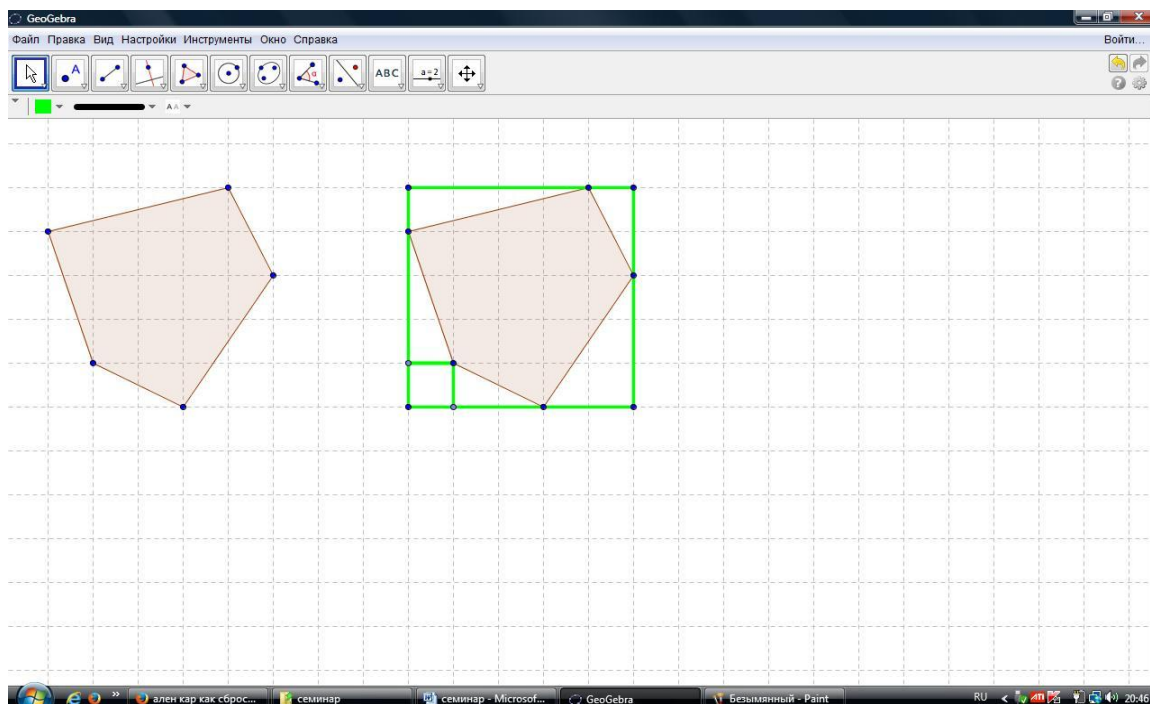 GeoGebra
Файл Правка Вид Настройки Инструменты Окно Справка Войти...
A α ABC a=2
A A
» ален кар как сброс... семинар семинар - Microsof... GeoGebra Безымянный - Paint RU < 20:46